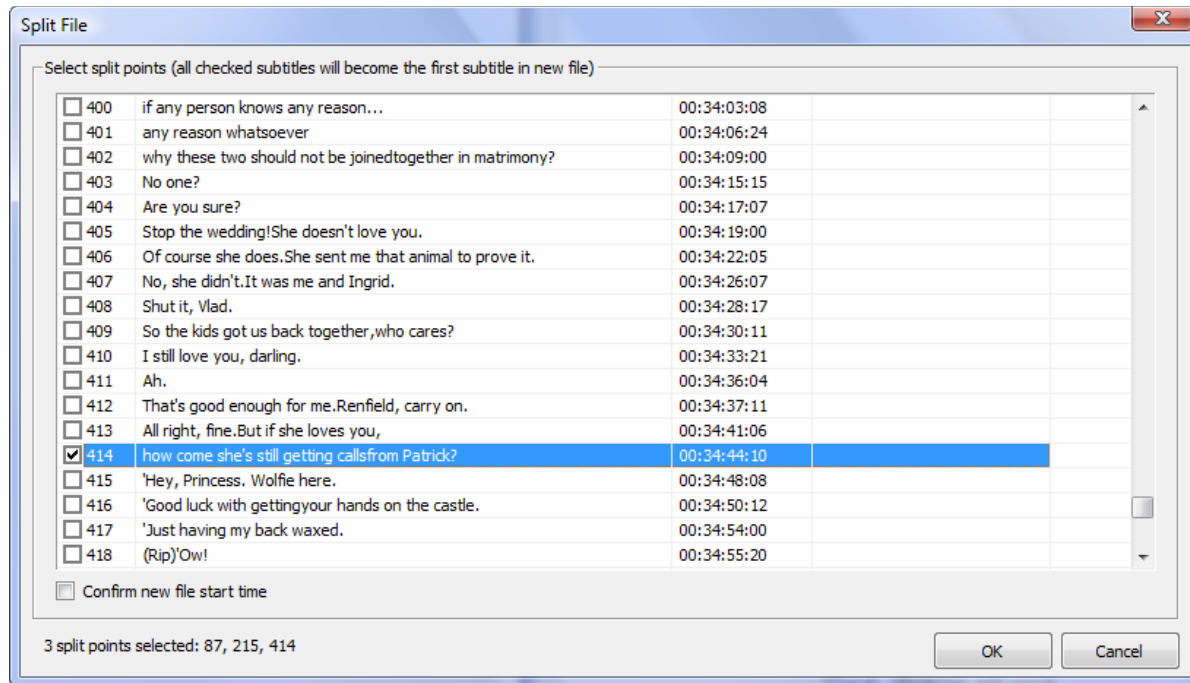 Split File
Select split points (all checked subtitles will become the first subtitle in new file)
400 if any person knows any reason... 00:34:03:08
401 any reason whatsoever 00:34:06:24
402 why these two should not be joinedtogether in matrimony? 00:34:09:00
403 No one? 00:34:15:15
404 Are you sure? 00:34:17:07
405 Stop the wedding!She doesn't love you. 00:34:19:00
406 Of course she does.She sent me that animal to prove it. 00:34:22:05
407 No, she didn't.It was me and Ingrid. 00:34:26:07
408 Shut it, Vlad. 00:34:28:17
409 So the kids got us back together,who cares? 00:34:30:11
410 I still love you, darling. 00:34:33:21
411 Ah. 00:34:36:04
412 That's good enough for me.Renfield, carry on. 00:34:37:11
413 All right, fine.But if she loves you, 00:34:41:06
414 how come she's still getting callsfrom Patrick? 00:34:44:10
415 'Hey, Princess. Wolfie here. 00:34:48:08
416 'Good luck with gettingyour hands on the castle. 00:34:50:12
417 'Just having my back waxed. 00:34:54:00
418 (Rip)'Ow! 00:34:55:20
Confirm new file start time
3 split points selected: 87, 215, 414
OK Cancel